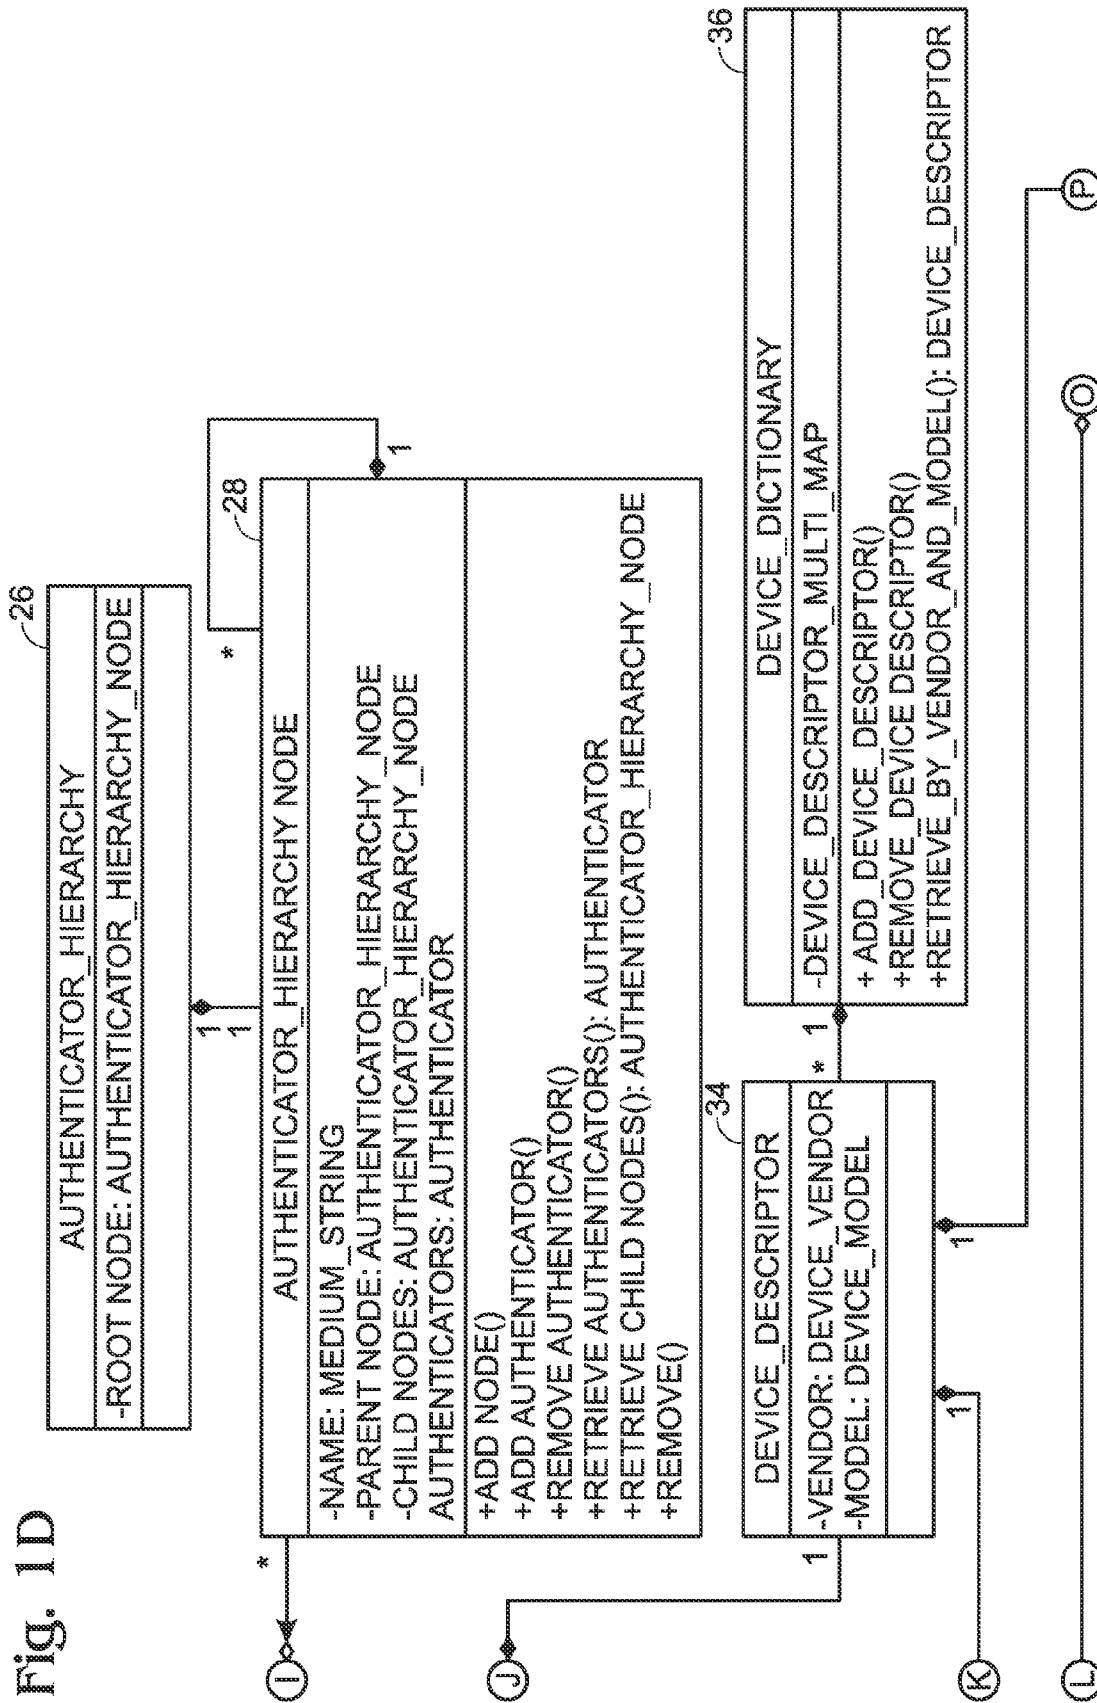 Fig. 1D
26
AUTHENTICATOR_HIERARCHY
-ROOT NODE: AUTHENTICATOR_HIERARCHY_NODE
1
1
*
1
28
AUTHENTICATOR_HIERARCHY NODE
-NAME: MEDIUM_STRING
-PARENT NODE: AUTHENTICATOR_HIERARCHY_NODE
-CHILD NODES: AUTHENTICATOR_HIERARCHY_NODE
AUTHENTICATORS: AUTHENTICATOR
+ADD NODE()
+ADD AUTHENTICATOR()
+REMOVE AUTHENTICATOR()
+RETRIEVE AUTHENTICATORS(): AUTHENTICATOR
+RETRIEVE CHILD NODES(): AUTHENTICATOR_HIERARCHY_NODE
+REMOVE()
*
I
J
1
34
DEVICE_DESCRIPTOR
-VENDOR: DEVICE_VENDOR
-MODEL: DEVICE_MODEL
*
1
36
DEVICE_DICTIONARY
-DEVICE_DESCRIPTOR_MULTI_MAP
+ ADD_DEVICE_DESCRIPTOR()
+REMOVE_DEVICE DESCRIPTOR()
+RETRIEVE_BY_VENDOR_AND_MODEL(): DEVICE_DESCRIPTOR
1
1
K
P
L
O